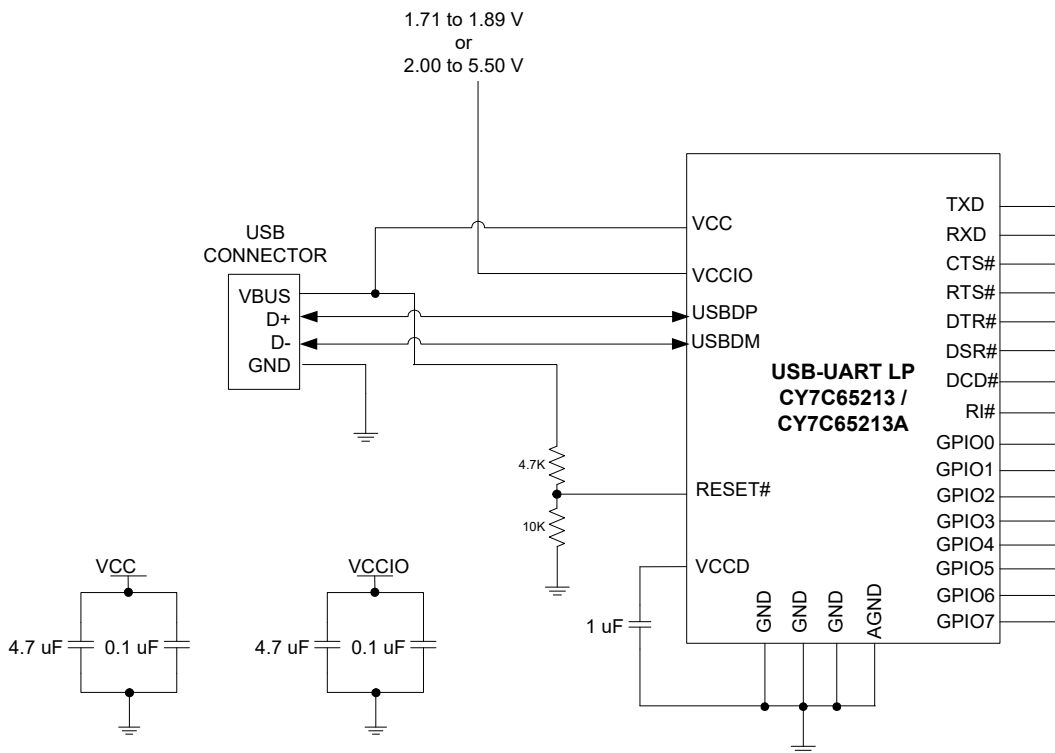 1.71 to 1.89 V
or
2.00 to 5.50 V
USB
CONNECTOR
VBUS
D+
D-
GND
VCC
VCCIO
USBDP
USBDM
RESET#
VCCD
USB-UART LP
CY7C65213 /
CY7C65213A
TXD
RXD
CTS#
RTS#
DTR#
DSR#
DCD#
RI#
GPIO0
GPIO1
GPIO2
GPIO3
GPIO4
GPIO5
GPIO6
GPIO7
GND
GND
GND
AGND
4.7K
10K
1 uF
VCC
4.7 uF
0.1 uF
VCCIO
4.7 uF
0.1 uF